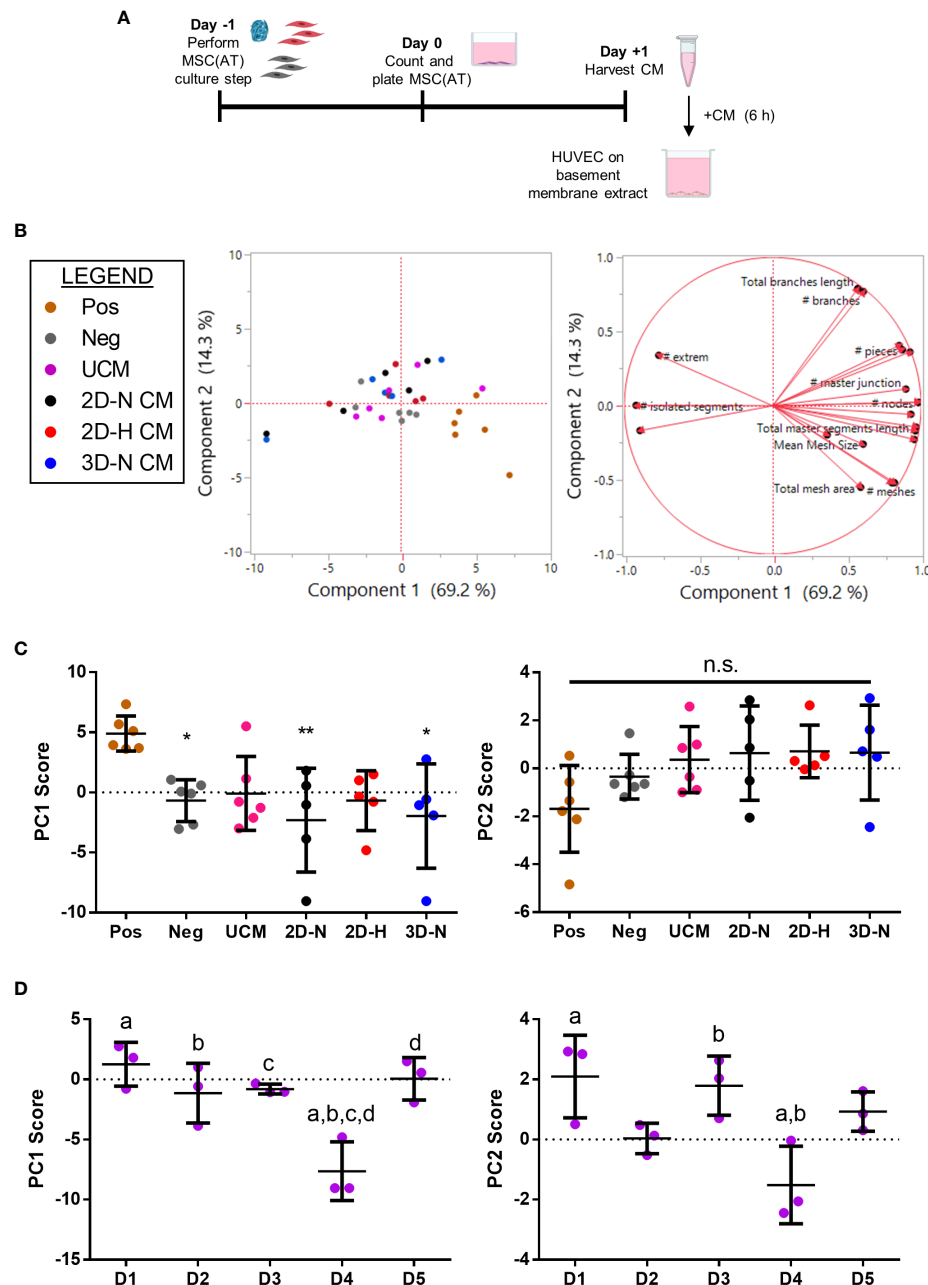 A
Day -1
Perform
MSC(AT)
culture step
Day 0
Count and
plate MSC(AT)
Day +1
Harvest CM
+CM (6 h)
HUVEC on
basement
membrane extract
B
LEGEND
Pos
Neg
UCM
2D-N CM
2D-H CM
3D-N CM
Component 2 (14.3 %)
10
5
0
-5
-10
-10
-5
0
5
10
Component 1 (69.2 %)
Component 2 (14.3 %)
1.0
0.5
0.0
-0.5
-1.0
Total branches length
# branches
# extrem
# pieces
# master junction
# isolated segments
# nodes
Total master segments length
Mean Mesh Size
Total mesh area
# meshes
-1.0
-0.5
0.0
0.5
1.0
Component 1 (69.2 %)
C
PC1 Score
10
5
0
-5
-10
*
**
*
Pos
Neg
UCM
2D-N
2D-H
3D-N
PC2 Score
4
2
0
-2
-4
-6
n.s.
Pos
Neg
UCM
2D-N
2D-H
3D-N
D
PC1 Score
5
0
-5
-10
-15
a
b
c
a,b,c,d
d
D1
D2
D3
D4
D5
PC2 Score
4
2
0
-2
-4
a
b
a,b
D1
D2
D3
D4
D5